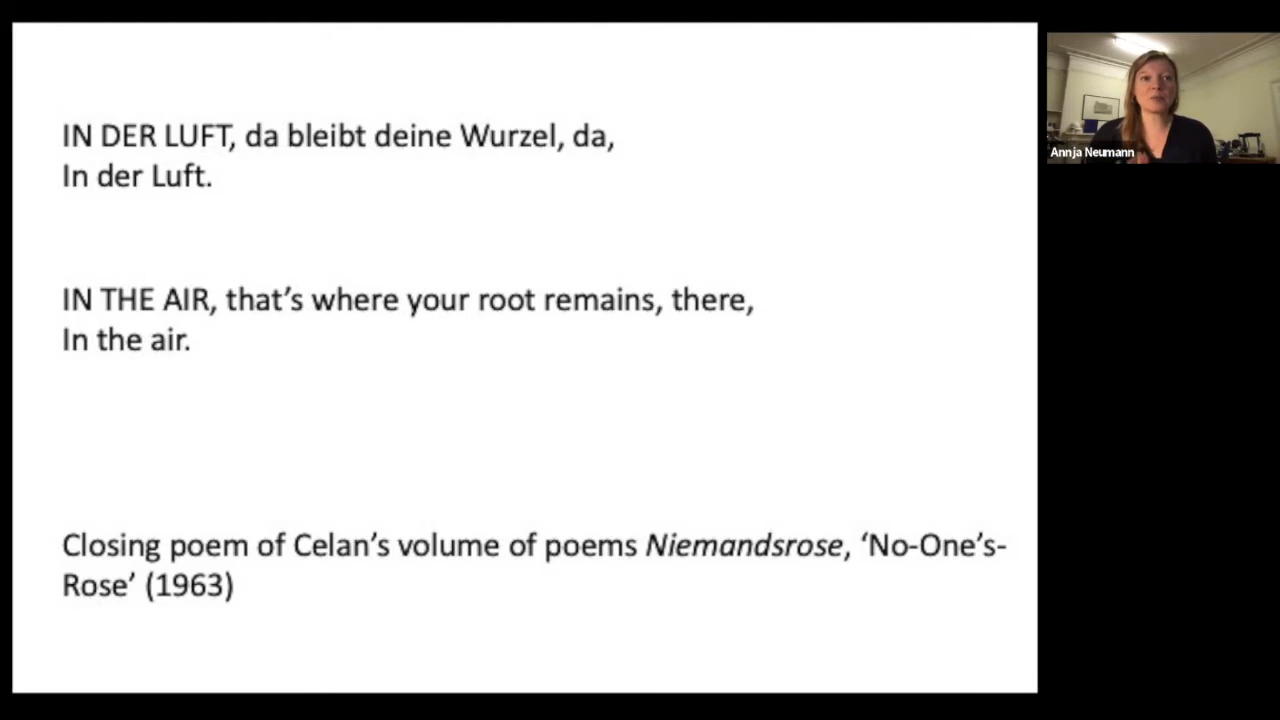 IN DER LUFT, da bleibt deine Wurzel, da,
In der Luft.
IN THE AIR, that’s where your root remains, there,
In the air.
Closing poem of Celan’s volume of poems Niemandsrose, ‘No-One’s-
Rose’ (1963)
Annja Neumann